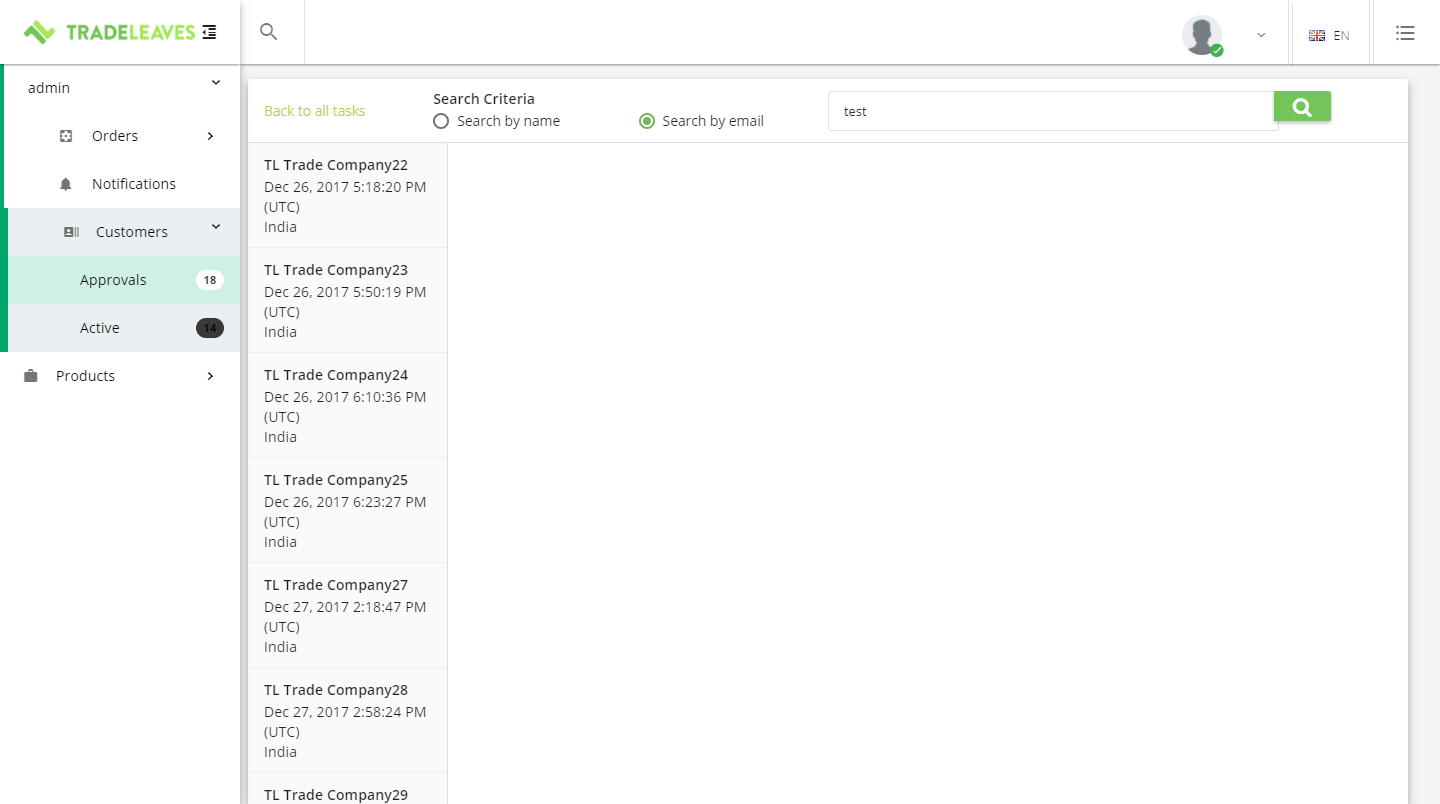 TRADELEAVES
EN
admin
Orders
Notifications
Customers
Approvals 18
Active 14
Products
Back to all tasks
Search Criteria
Search by name
Search by email
test
TL Trade Company22
Dec 26, 2017 5:18:20 PM
(UTC)
India
TL Trade Company23
Dec 26, 2017 5:50:19 PM
(UTC)
India
TL Trade Company24
Dec 26, 2017 6:10:36 PM
(UTC)
India
TL Trade Company25
Dec 26, 2017 6:23:27 PM
(UTC)
India
TL Trade Company27
Dec 27, 2017 2:18:47 PM
(UTC)
India
TL Trade Company28
Dec 27, 2017 2:58:24 PM
(UTC)
India
TL Trade Company29